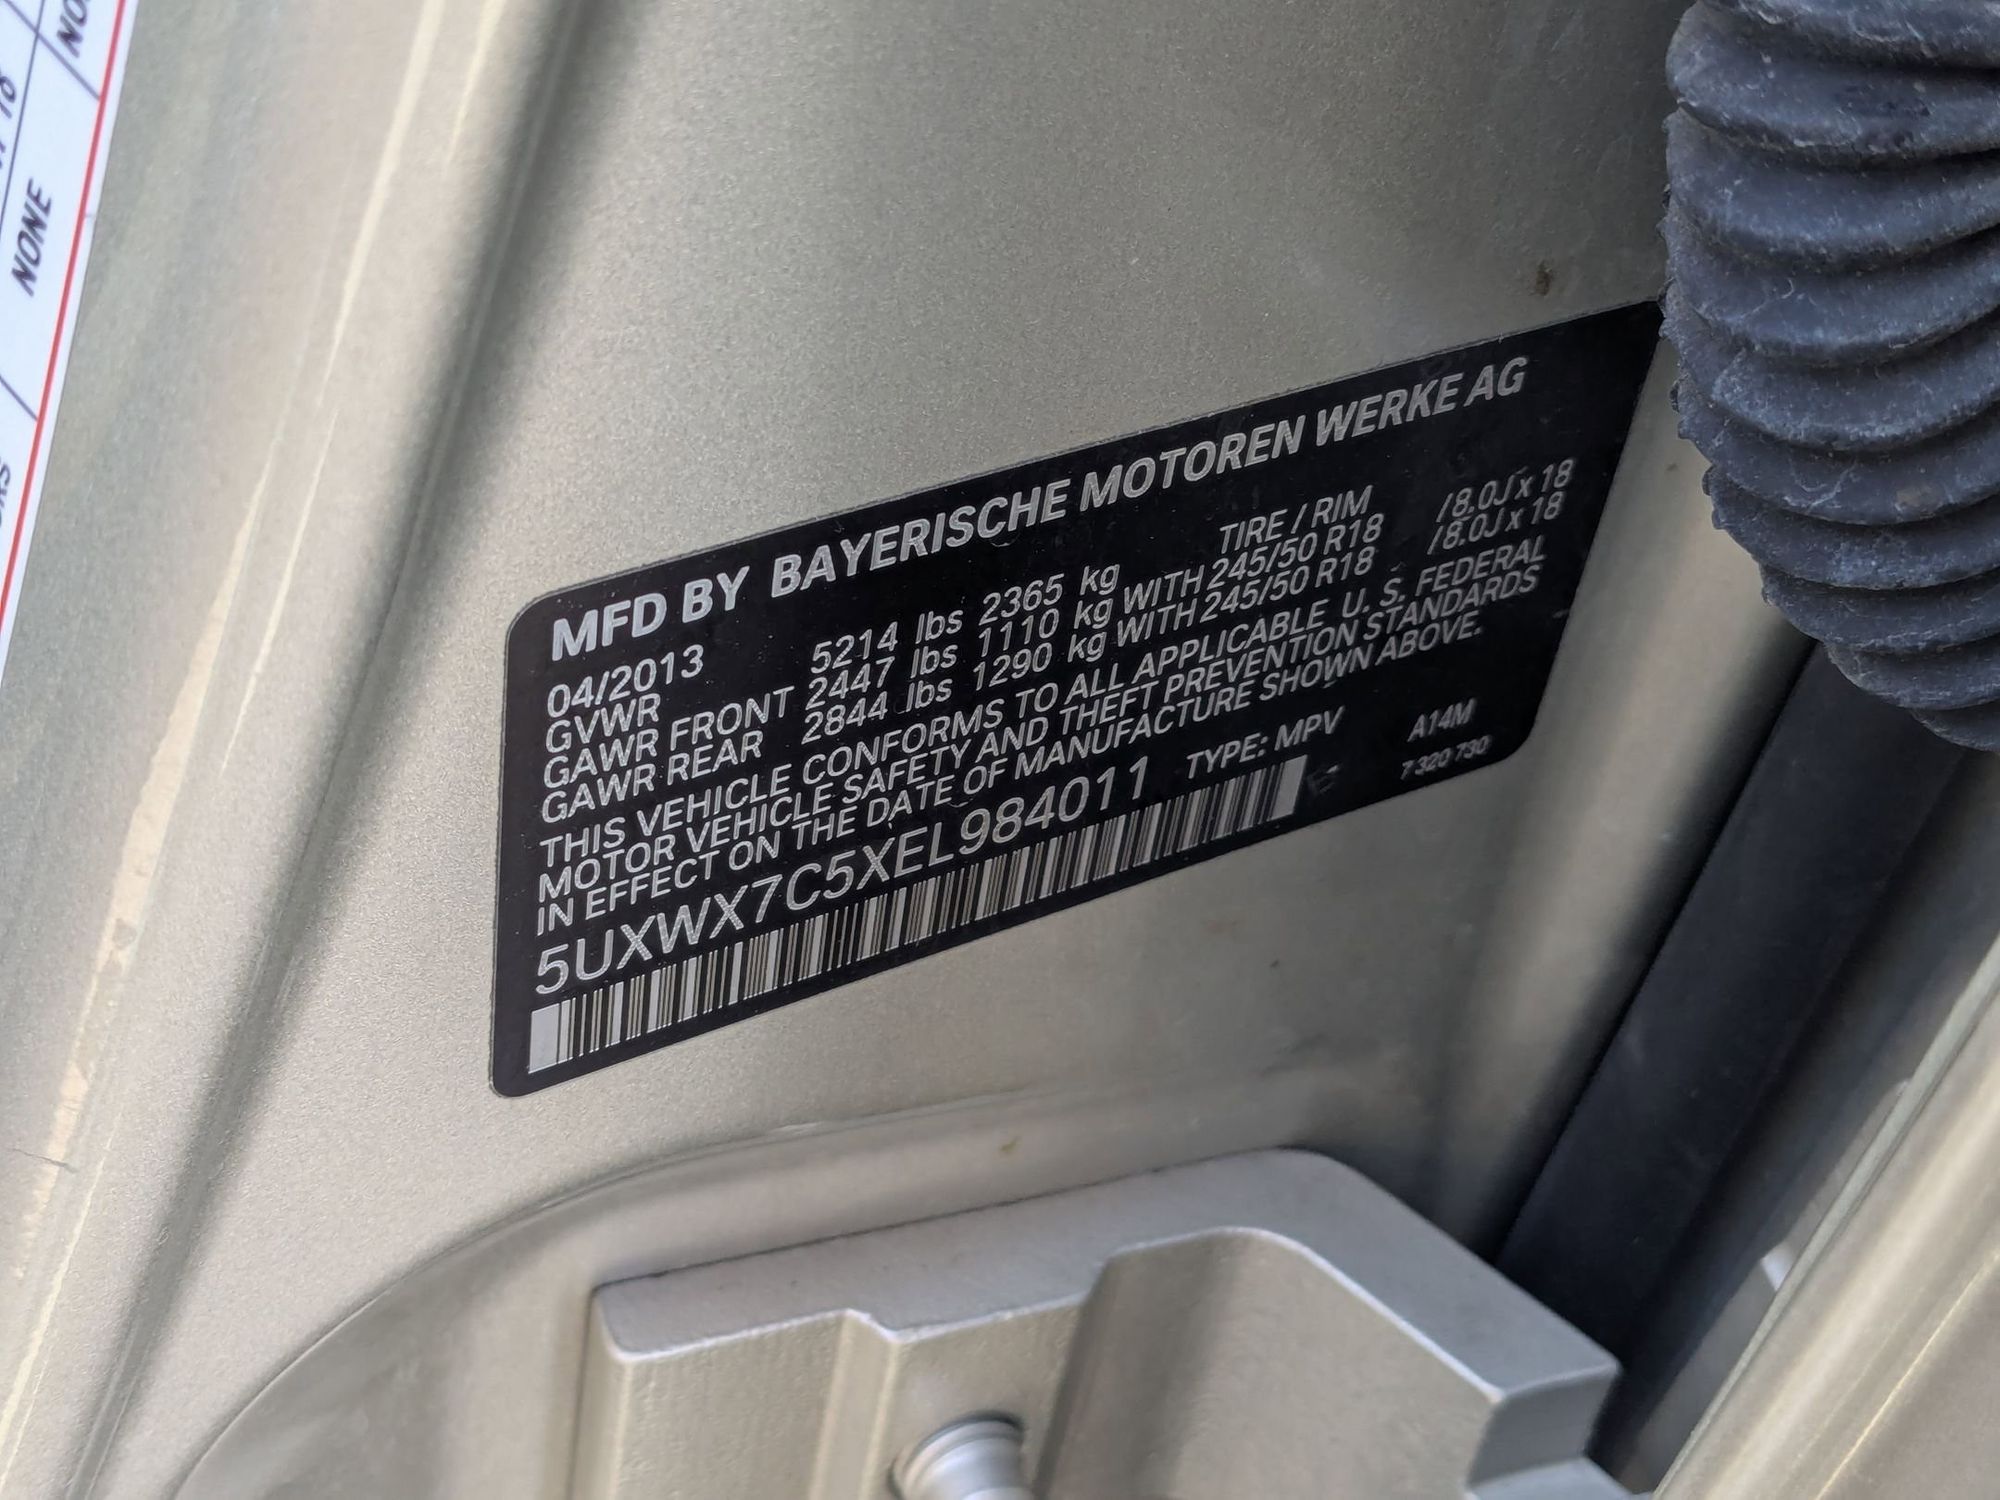 MFD BY BAYERISCHE MOTOREN WERKE AG
04/2013 TIRE / RIM
GVWR 5214 lbs 2365 kg
GAWR FRONT 2447 lbs 1110 kg WITH 245/50 R18 /8.0J x 18
GAWR REAR 2844 lbs 1290 kg WITH 245/50 R18 /8.0J x 18
THIS VEHICLE CONFORMS TO ALL APPLICABLE U. S. FEDERAL
MOTOR VEHICLE SAFETY AND THEFT PREVENTION STANDARDS
IN EFFECT ON THE DATE OF MANUFACTURE SHOWN ABOVE.
5UXWX7C5XEL984011 TYPE: MPV A14M
7 320 730
NONE